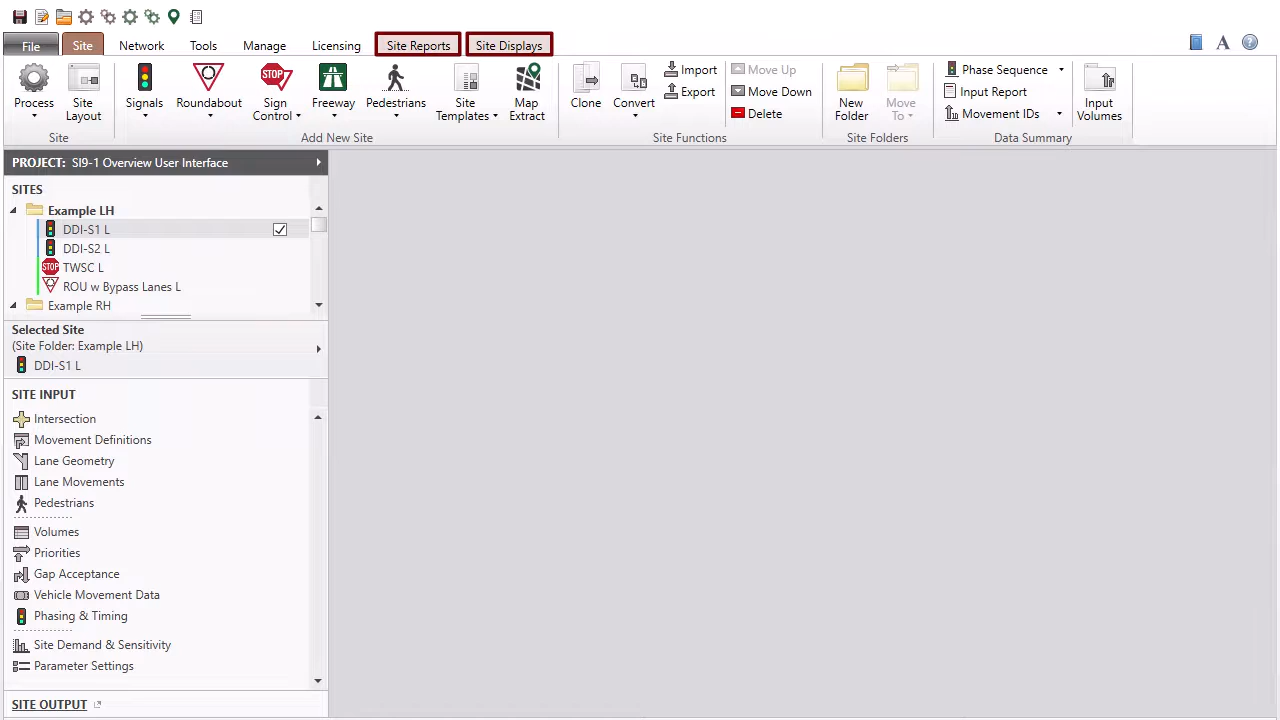 File Site Network Tools Manage Licensing Site Reports Site Displays
Process Site Layout
Site
Signals Roundabout Sign Control Freeway Pedestrians Site Templates Map Extract
Add New Site
Clone Convert Import Export Move Up Move Down Delete
Site Functions
New Folder Move To
Site Folders
Phase Sequence Input Report Movement IDs Input Volumes
Data Summary
PROJECT: SI9-1 Overview User Interface
SITES
Example LH
DDI-S1 L
DDI-S2 L
STOP TWSC L
ROU w Bypass Lanes L
Example RH
Selected Site
(Site Folder: Example LH)
DDI-S1 L
SITE INPUT
Intersection
Movement Definitions
Lane Geometry
Lane Movements
Pedestrians
Volumes
Priorities
Gap Acceptance
Vehicle Movement Data
Phasing & Timing
Site Demand & Sensitivity
Parameter Settings
SITE OUTPUT